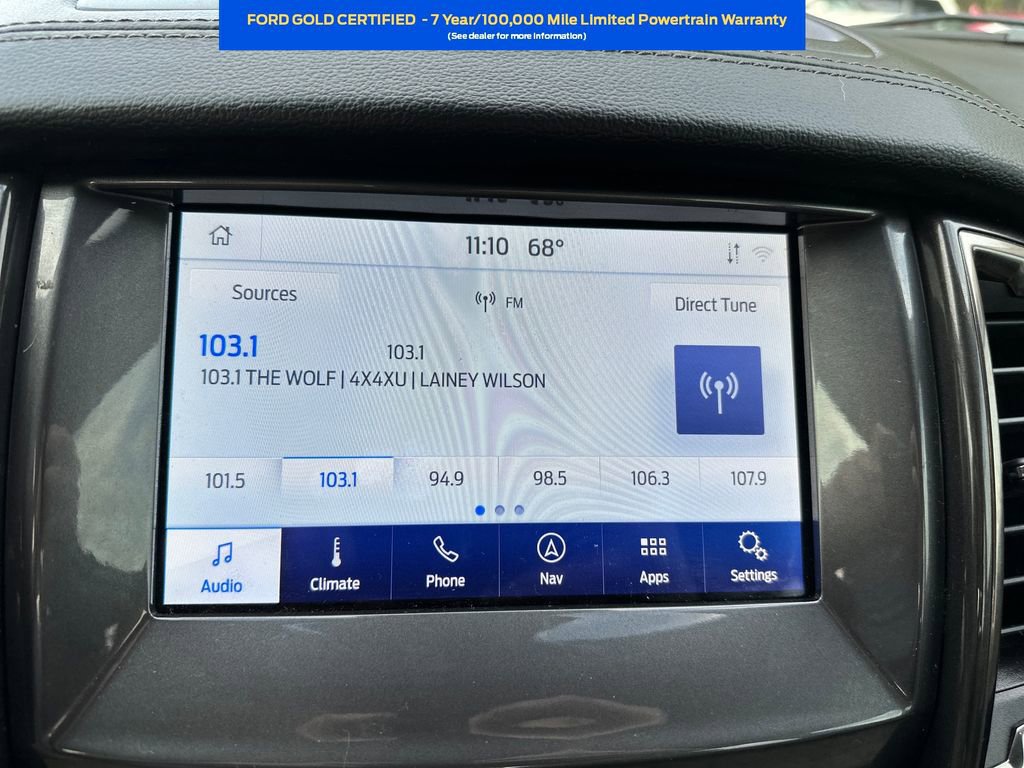 FORD GOLD CERTIFIED - 7 Year/100,000 Mile Limited Powertrain Warranty
(See dealer for more information)
11:10 68°
Sources
FM
Direct Tune
103.1
103.1
103.1 THE WOLF | 4X4XU | LAINEY WILSON
101.5 103.1 94.9 98.5 106.3 107.9
Audio Climate Phone Nav Apps Settings